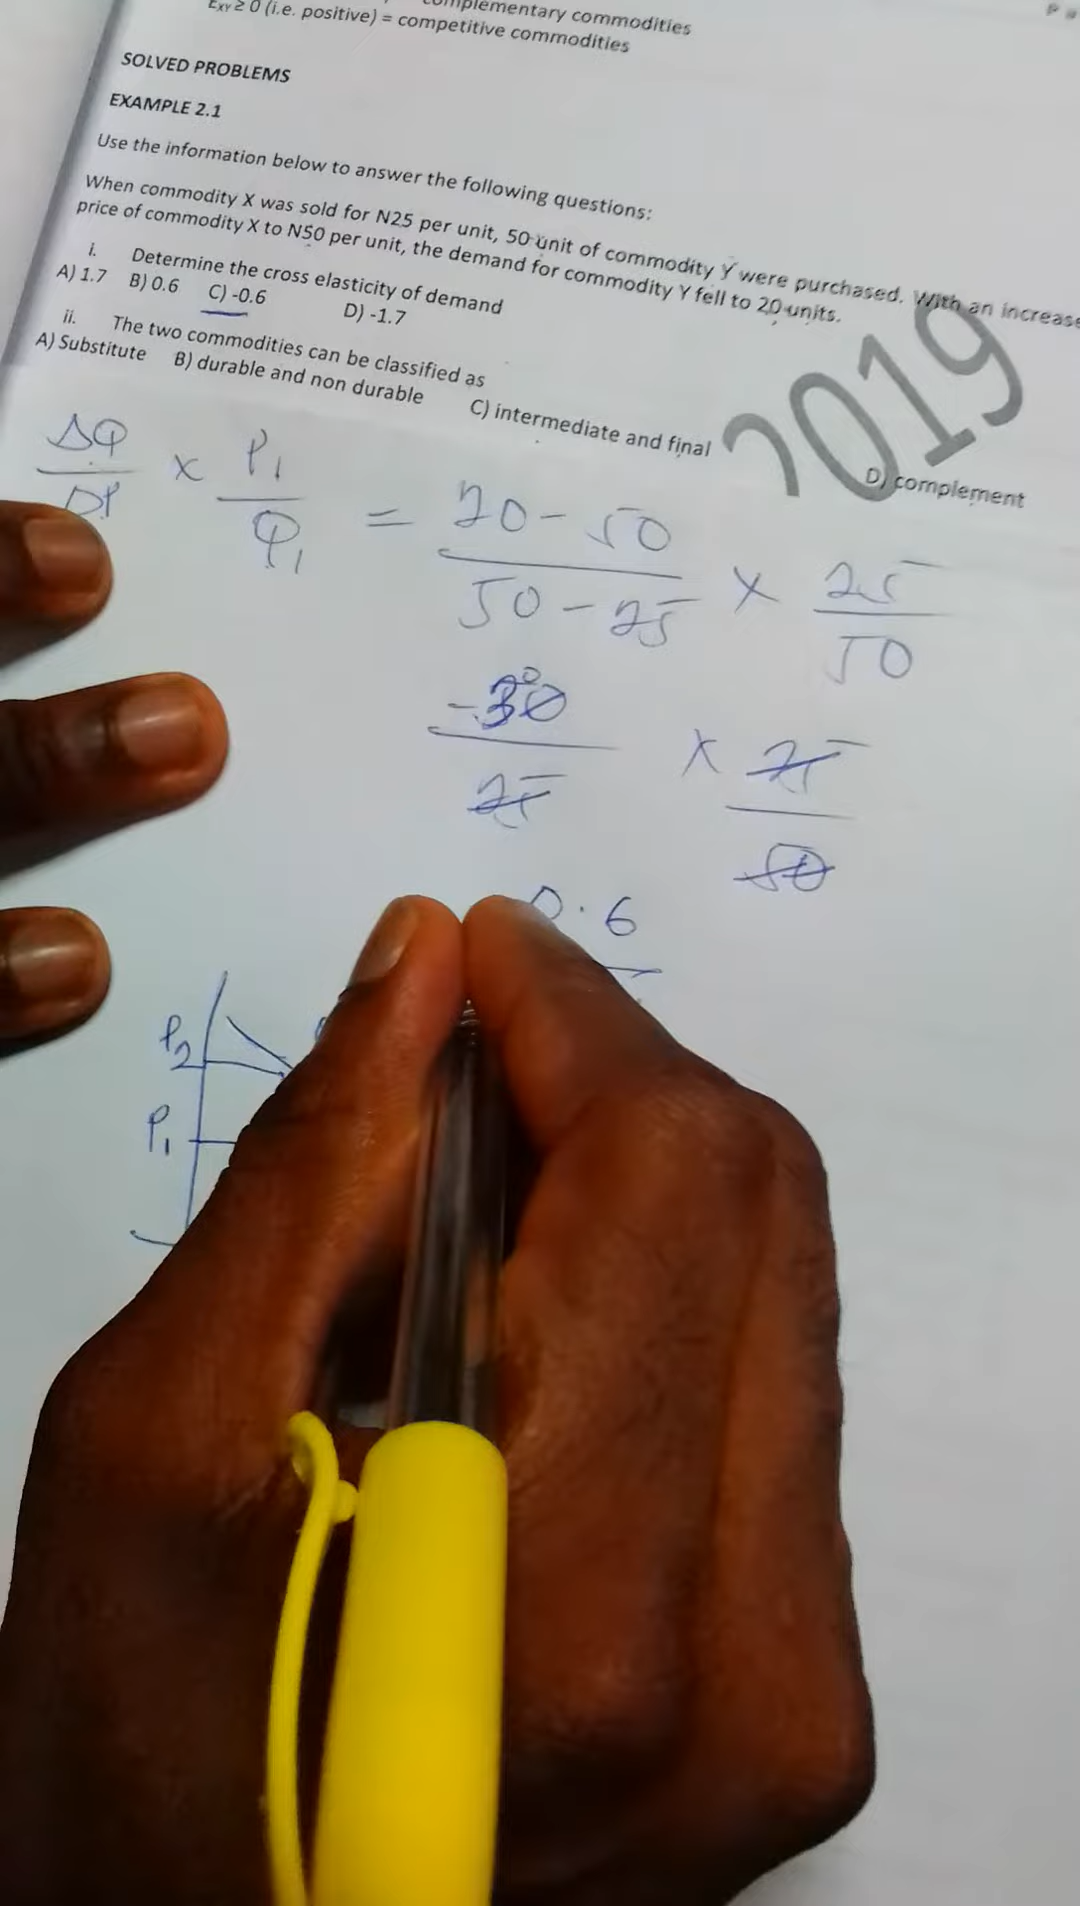 complementary commodities
EXY ≥ 0 (i.e. positive) = competitive commodities
SOLVED PROBLEMS
EXAMPLE 2.1
Use the information below to answer the following questions:
When commodity X was sold for N25 per unit, 50 unit of commodity Y were purchased. With an increase
price of commodity X to N50 per unit, the demand for commodity Y fell to 20 units.
i. Determine the cross elasticity of demand
A) 1.7 B) 0.6 C) -0.6 D) -1.7
ii. The two commodities can be classified as
A) Substitute B) durable and non durable C) intermediate and final D) complement
2019
ΔQ/ΔP × P1/Q1 = 20 - 50/50 - 25 × 25/50
-30/25 × 25/50
0.6
P2
P1